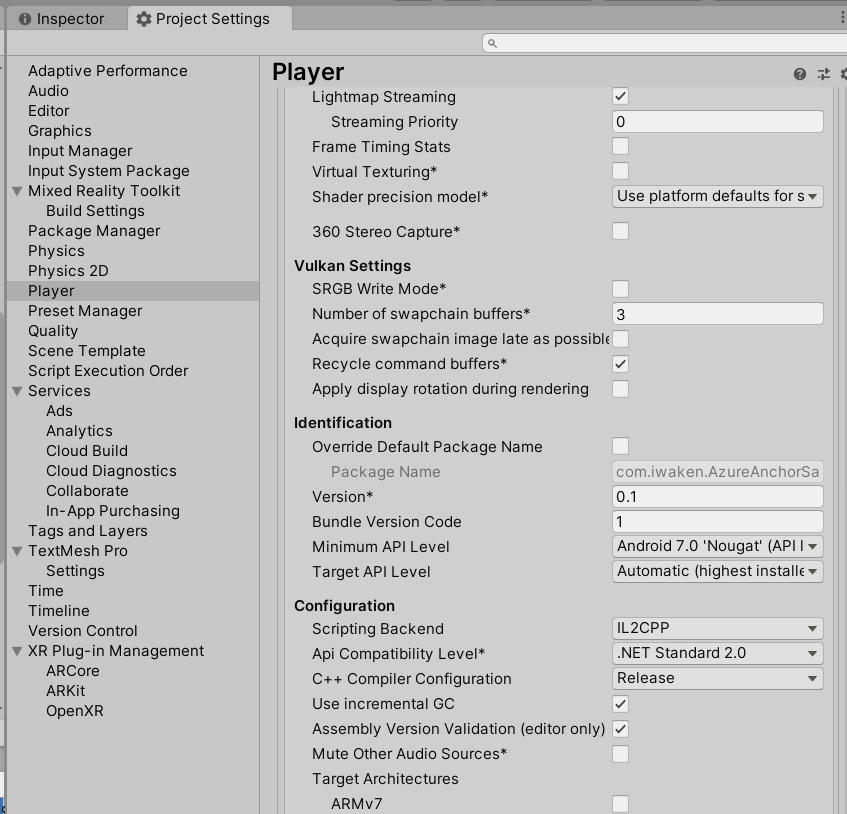 Inspector
Project Settings
Adaptive Performance
Audio
Editor
Graphics
Input Manager
Input System Package
Mixed Reality Toolkit
Build Settings
Package Manager
Physics
Physics 2D
Player
Preset Manager
Quality
Scene Template
Script Execution Order
Services
Ads
Analytics
Cloud Build
Cloud Diagnostics
Collaborate
In-App Purchasing
Tags and Layers
TextMesh Pro
Settings
Time
Timeline
Version Control
XR Plug-in Management
ARCore
ARKit
OpenXR
Player
Lightmap Streaming
Streaming Priority 0
Frame Timing Stats
Virtual Texturing*
Shader precision model* Use platform defaults for s
360 Stereo Capture*
Vulkan Settings
SRGB Write Mode*
Number of swapchain buffers* 3
Acquire swapchain image late as possible
Recycle command buffers*
Apply display rotation during rendering
Identification
Override Default Package Name
Package Name com.iwaken.AzureAnchorSa
Version* 0.1
Bundle Version Code 1
Minimum API Level Android 7.0 'Nougat' (API l
Target API Level Automatic (highest installe
Configuration
Scripting Backend IL2CPP
Api Compatibility Level* .NET Standard 2.0
C++ Compiler Configuration Release
Use incremental GC
Assembly Version Validation (editor only)
Mute Other Audio Sources*
Target Architectures
ARMv7